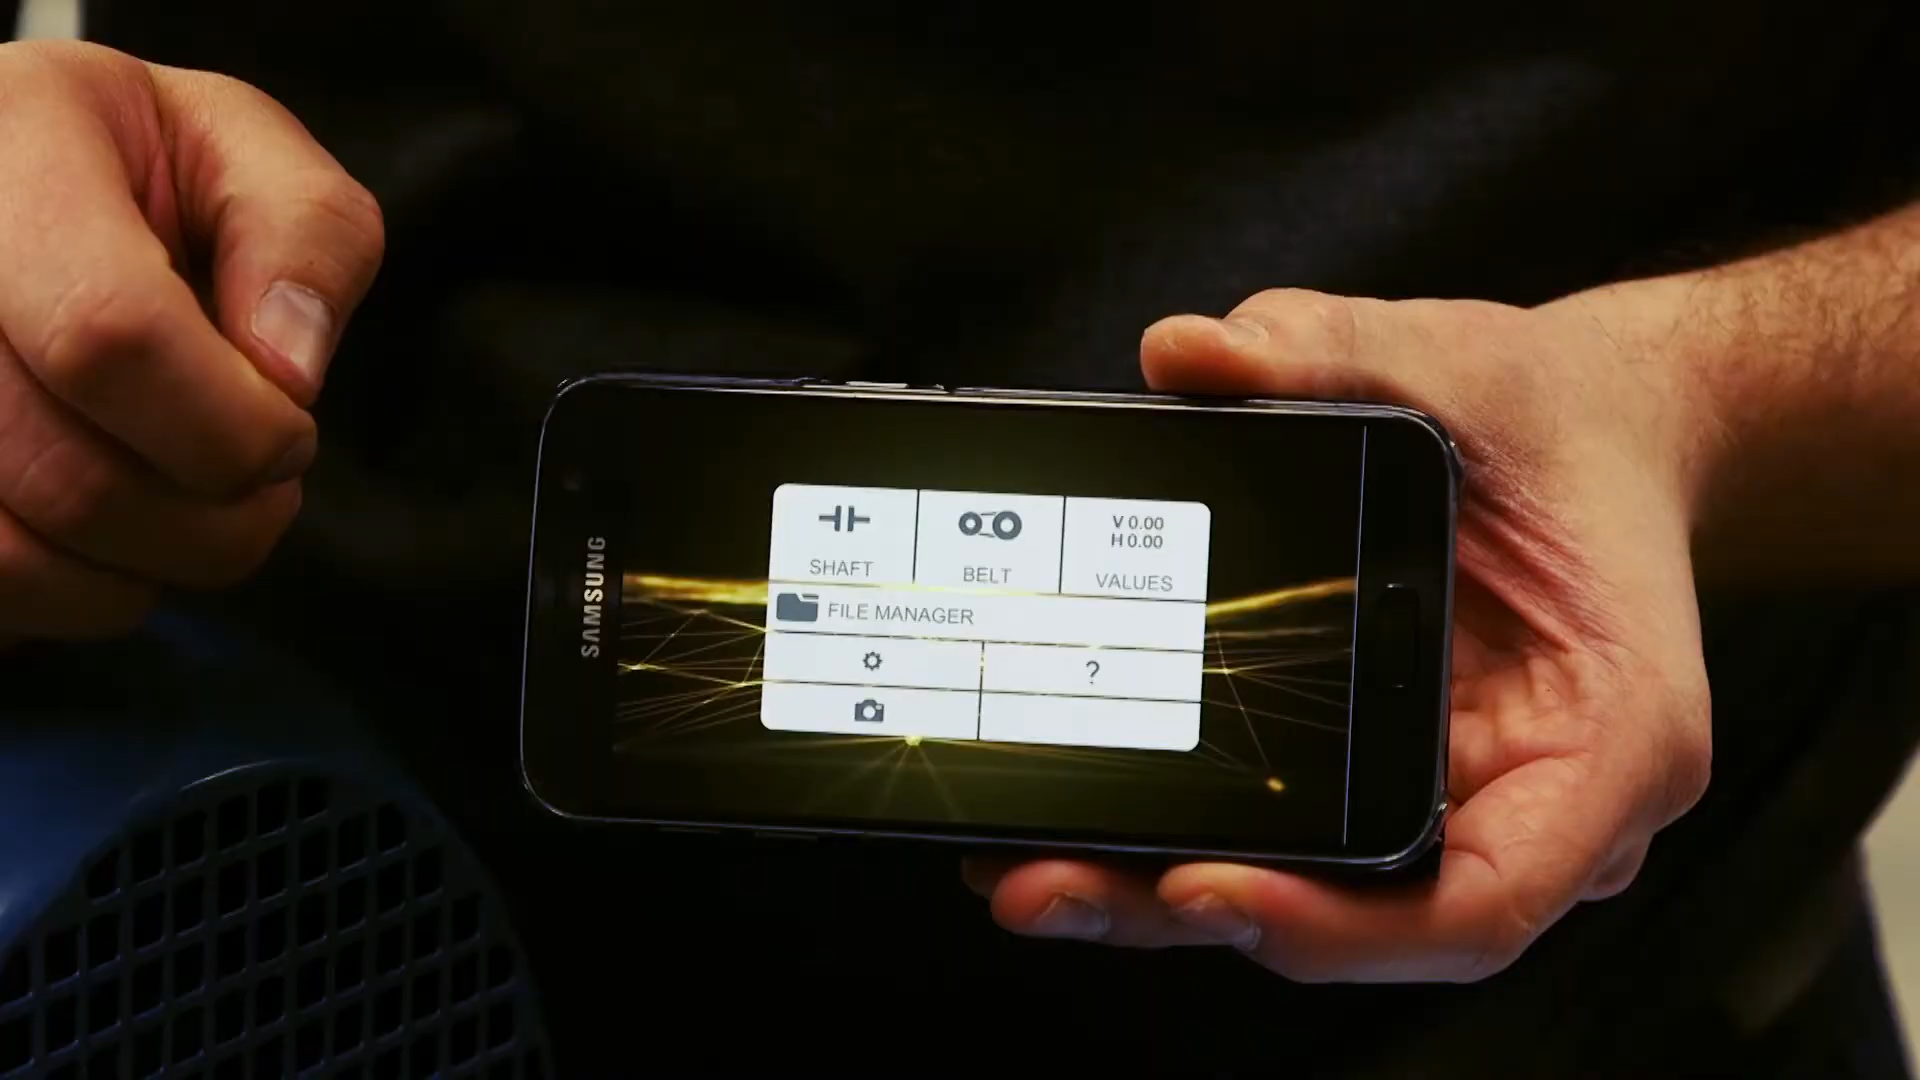 SAMSUNG
V 0.00
H 0.00
SHAFT
BELT
VALUES
FILE MANAGER
?